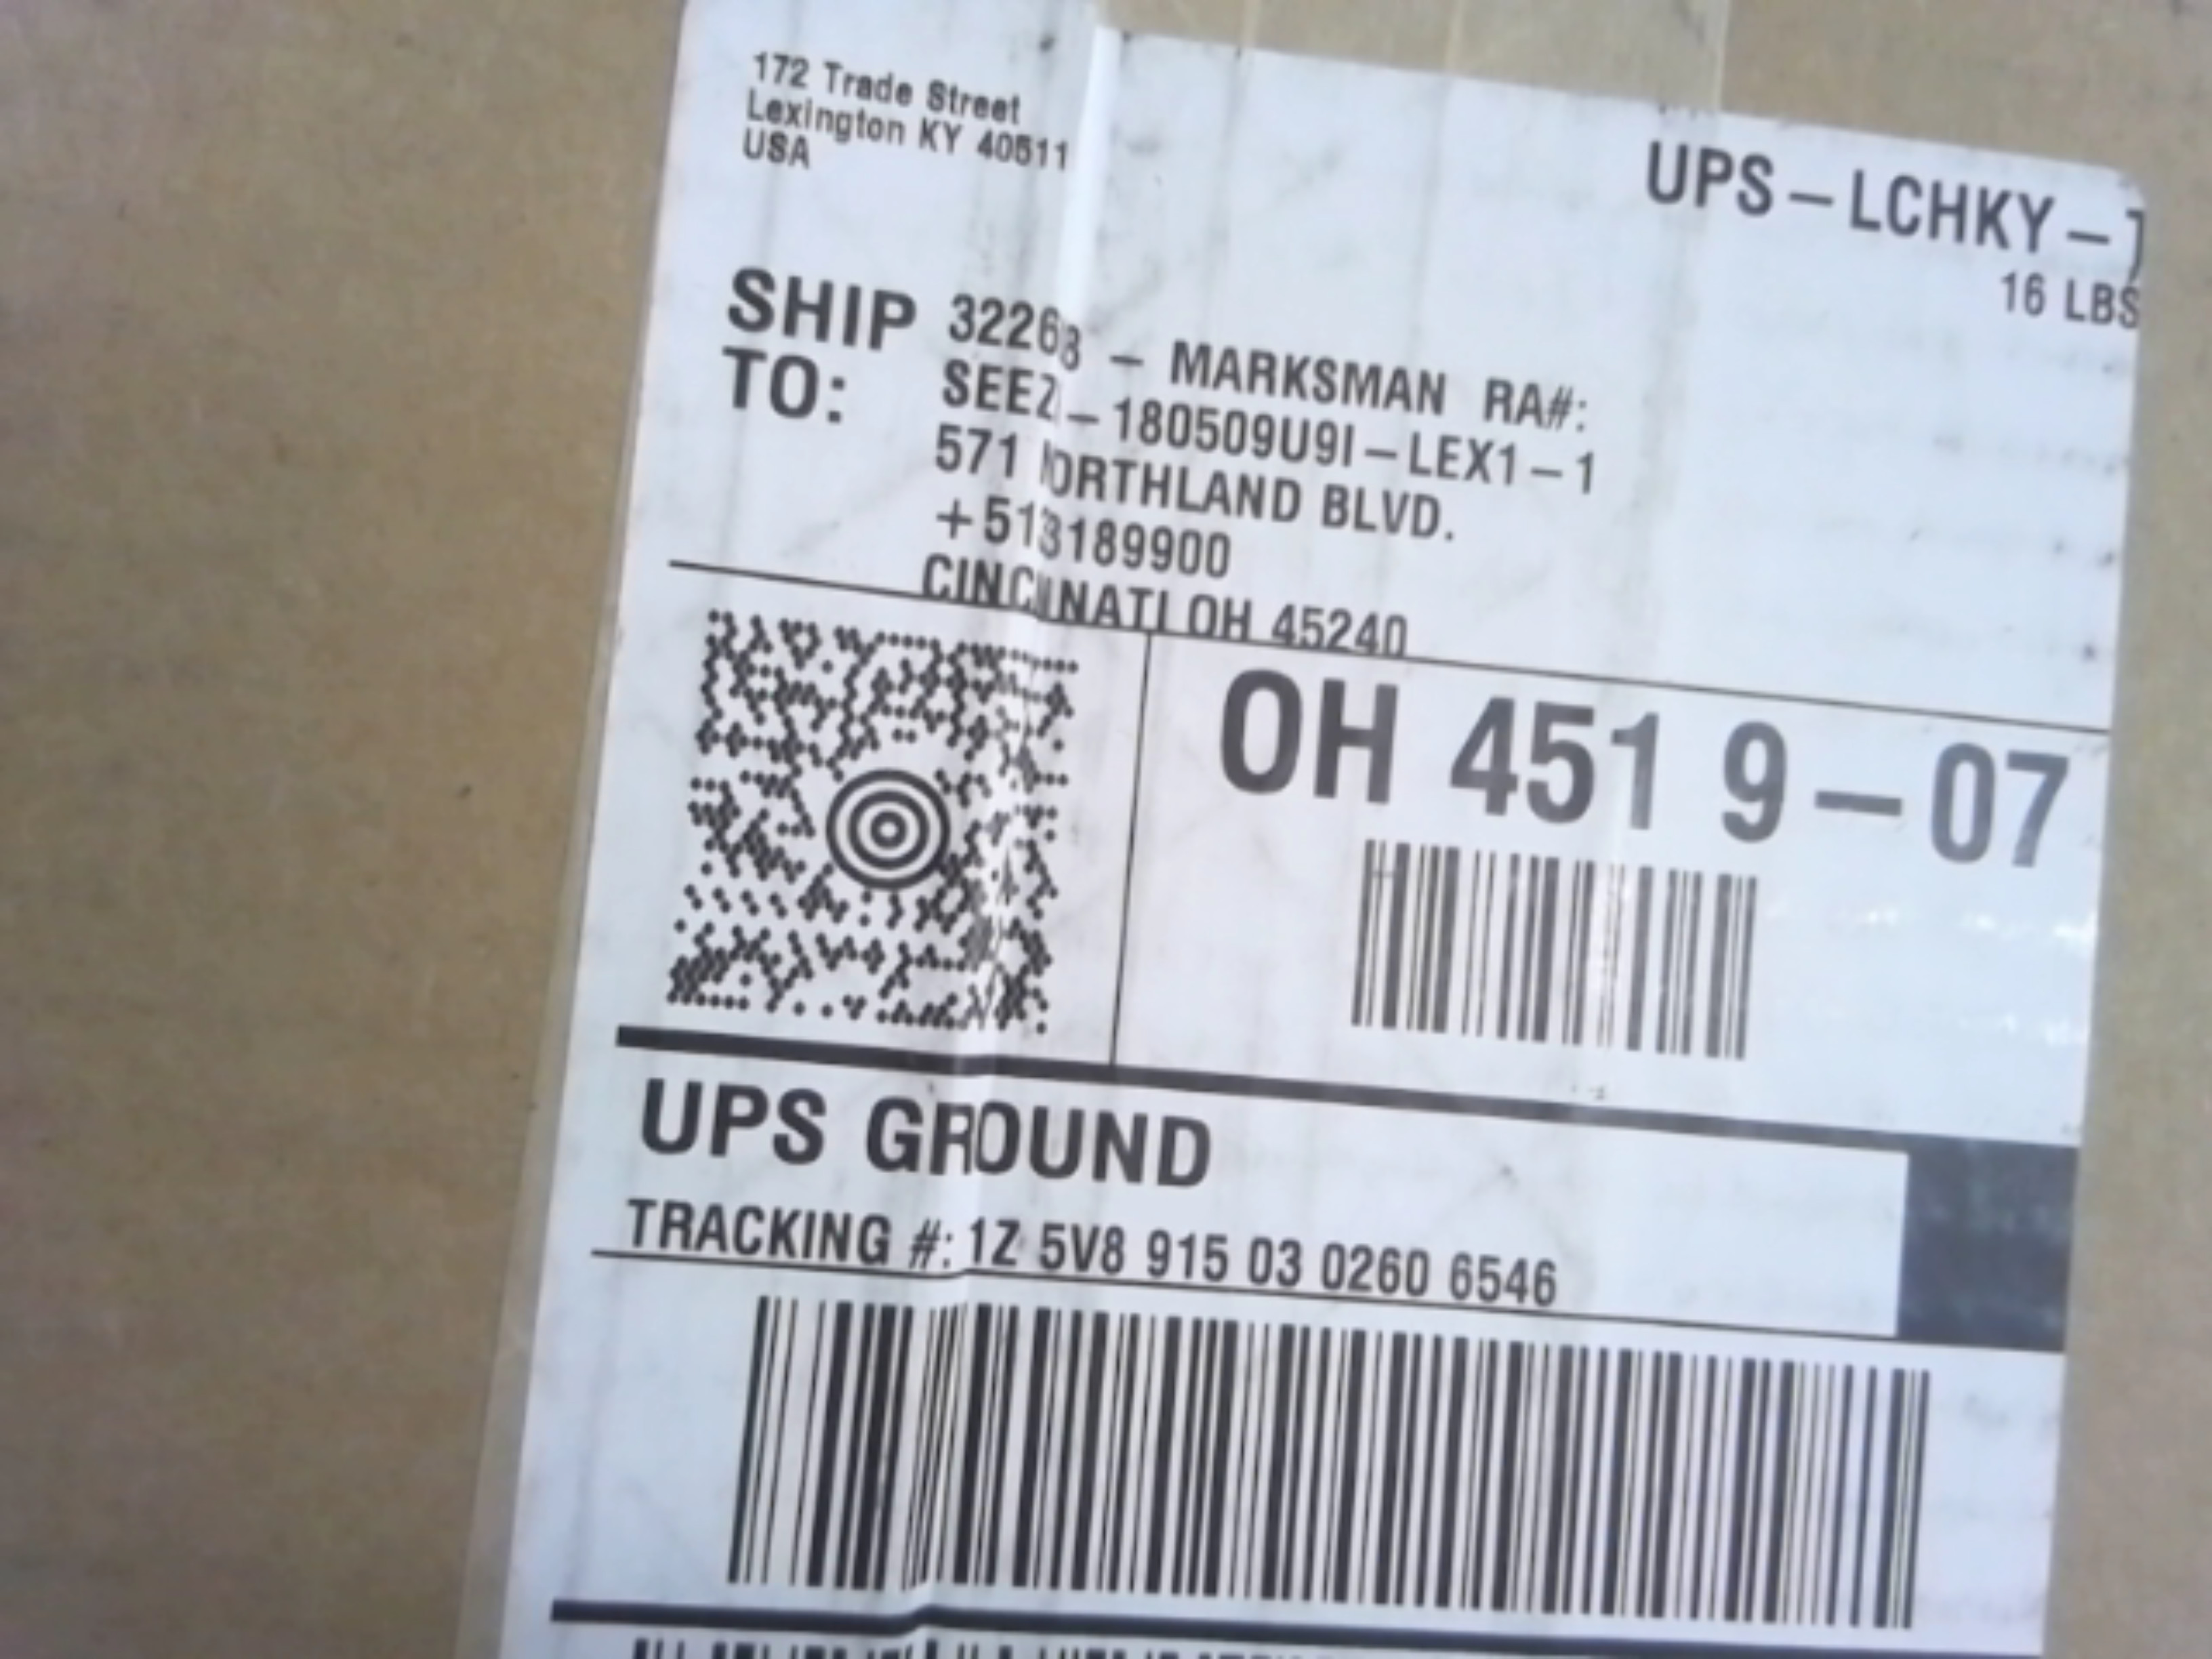 172 Trade Street
Lexington KY 40511
USA
UPS-LCHKY-
16 LBS
SHIP TO:
32268 - MARKSMAN RA#:
SEEZ-180509U9I-LEX1-1
571 NORTHLAND BLVD.
+513189900
CINCINNATI OH 45240
OH 451 9-07
UPS GROUND
TRACKING #: 1Z 5V8 915 03 0260 6546